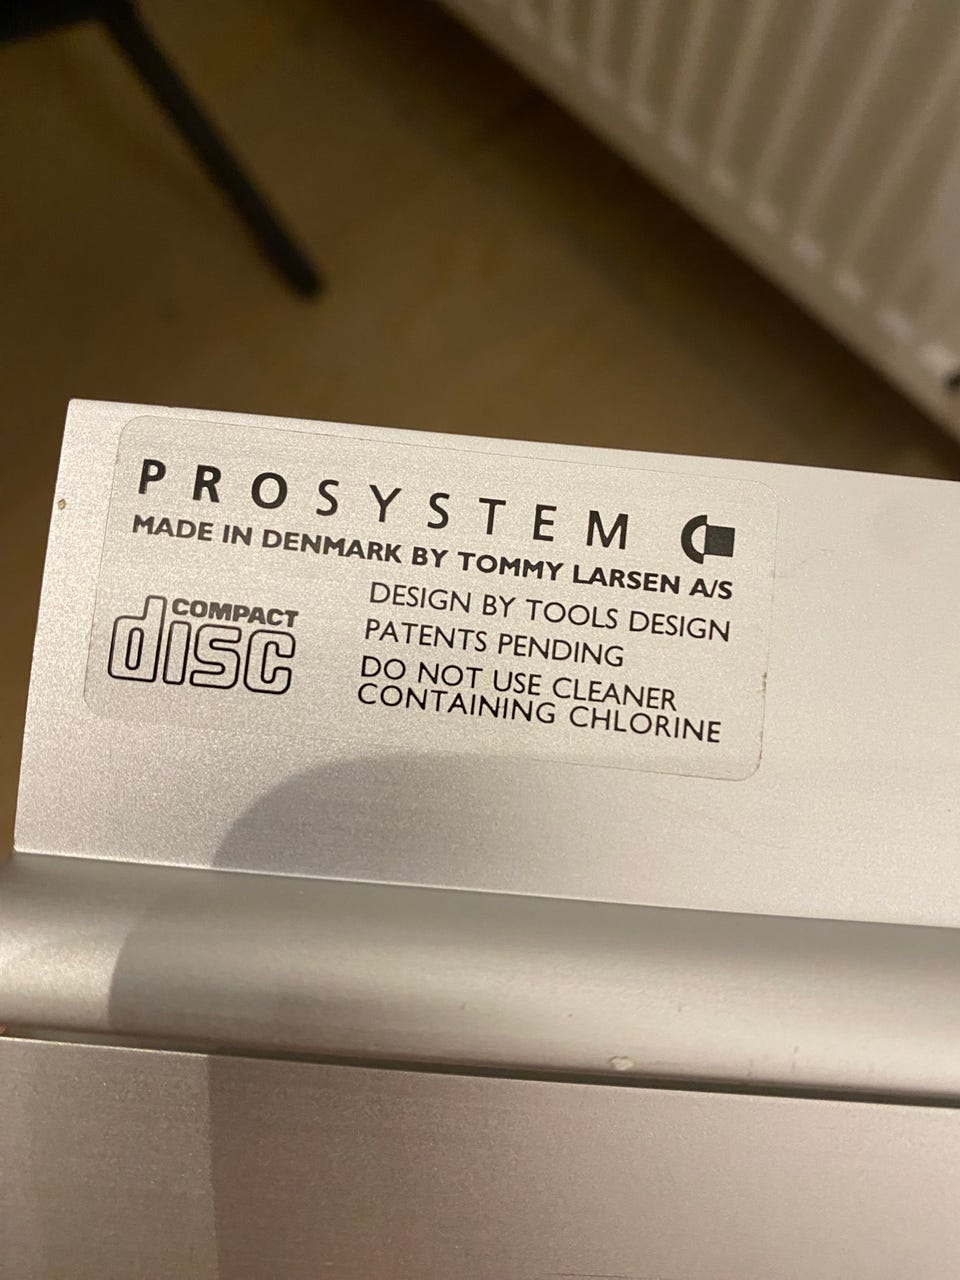 PROSYSTEM
MADE IN DENMARK BY TOMMY LARSEN A/S
COMPACT
disc
DESIGN BY TOOLS DESIGN
PATENTS PENDING
DO NOT USE CLEANER
CONTAINING CHLORINE